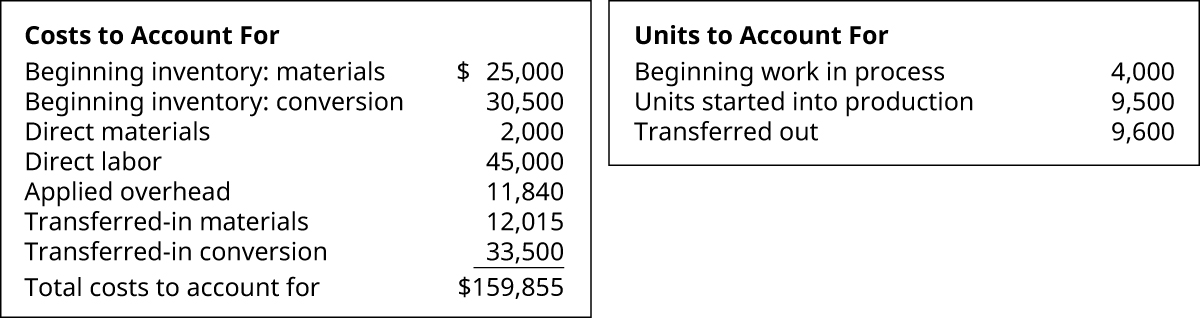 Costs to Account For
Beginning inventory: materials $ 25,000
Beginning inventory: conversion 30,500
Direct materials 2,000
Direct labor 45,000
Applied overhead 11,840
Transferred-in materials 12,015
Transferred-in conversion 33,500
Total costs to account for $159,855
Units to Account For
Beginning work in process 4,000
Units started into production 9,500
Transferred out 9,600